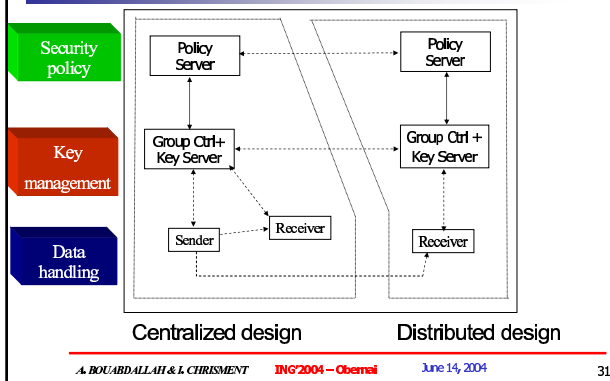 Security
policy
Key
management
Data
handling
Policy
Server
Group Ctrl+
Key Server
Sender
Receiver
Policy
Server
Group Ctrl +
Key Server
Receiver
Centralized design
Distributed design
A. BOUABDALLAH & I. CHRISMENT
ING'2004 – Obernai
June 14, 2004
31